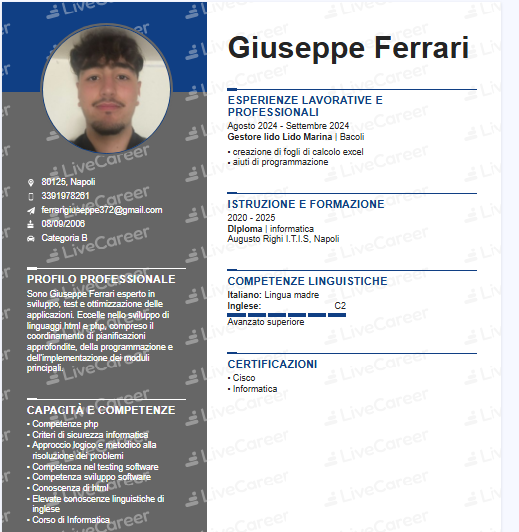 Giuseppe Ferrari
80125, Napoli
3391978261
ferrarigiuseppe372@gmail.com
08/09/2006
Categoria B
PROFILO PROFESSIONALE
Sono Giuseppe Ferrari esperto in
sviluppo, test e ottimizzazione delle
applicazioni. Eccelle nello sviluppo di
linguaggi html e php, compreso il
coordinamento di pianificazioni
approfondite, della programmazione e
dell'implementazione dei moduli
principali.
CAPACITÀ E COMPETENZE
• Competenze php
• Criteri di sicurezza informatica
• Approccio logico e metodico alla
risoluzione dei problemi
• Competenza nel testing software
• Competenza sviluppo software
• Conoscenza di html
• Elevate conoscenze linguistiche di
inglese
• Corso di Informatica
ESPERIENZE LAVORATIVE E
PROFESSIONALI
Agosto 2024 - Settembre 2024
Gestore lido Lido Marina | Bacoli
• creazione di fogli di calcolo excel
• aiuti di programmazione
ISTRUZIONE E FORMAZIONE
2020 - 2025
DIploma | informatica
Augusto Righi I.T.I.S, Napoli
COMPETENZE LINGUISTICHE
Italiano: Lingua madre
Inglese: C2
Avanzato superiore
CERTIFICAZIONI
• Cisco
• Informatica
LiveCareer